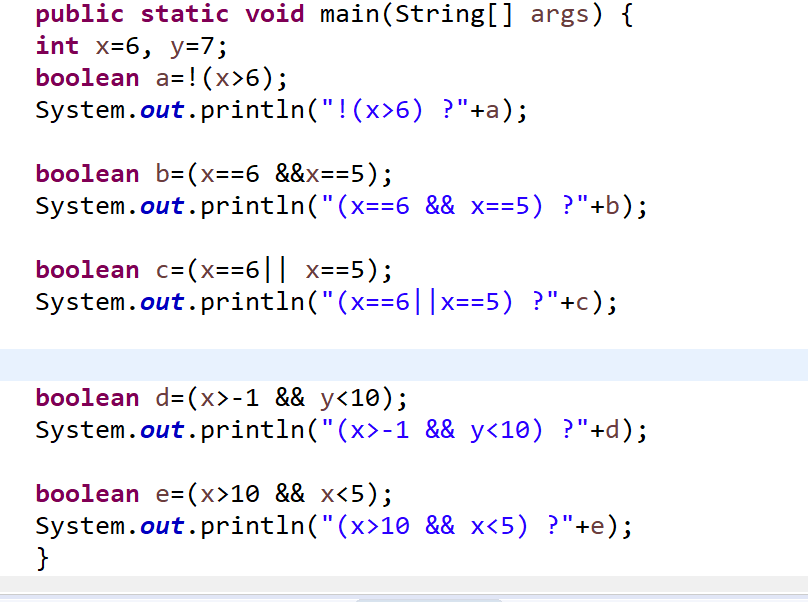 public static void main(String[] args) {
int x=6, y=7;
boolean a=!(x>6);
System.out.println("!(x>6) ?"+a);
boolean b=(x==6 &&x==5);
System.out.println("(x==6 && x==5) ?"+b);
boolean c=(x==6|| x==5);
System.out.println("(x==6||x==5) ?"+c);
boolean d=(x>-1 && y<10);
System.out.println("(x>-1 && y<10) ?"+d);
boolean e=(x>10 && x<5);
System.out.println("(x>10 && x<5) ?"+e);
}